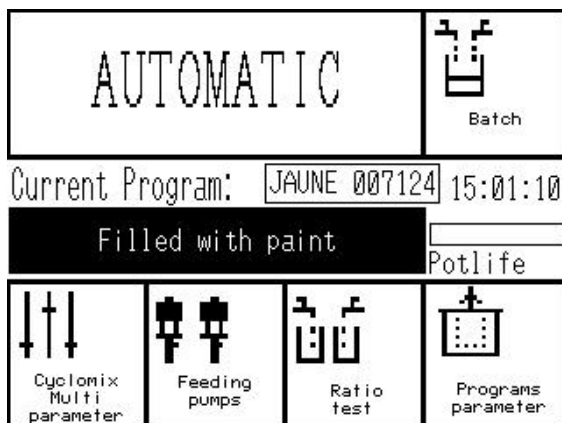 AUTOMATIC
Batch
Current Program: JAUNE 007124 15:01:10
Filled with paint
Potlife
Cyclomix
Multi
parameter
Feeding
pumps
Ratio
test
Programs
parameter